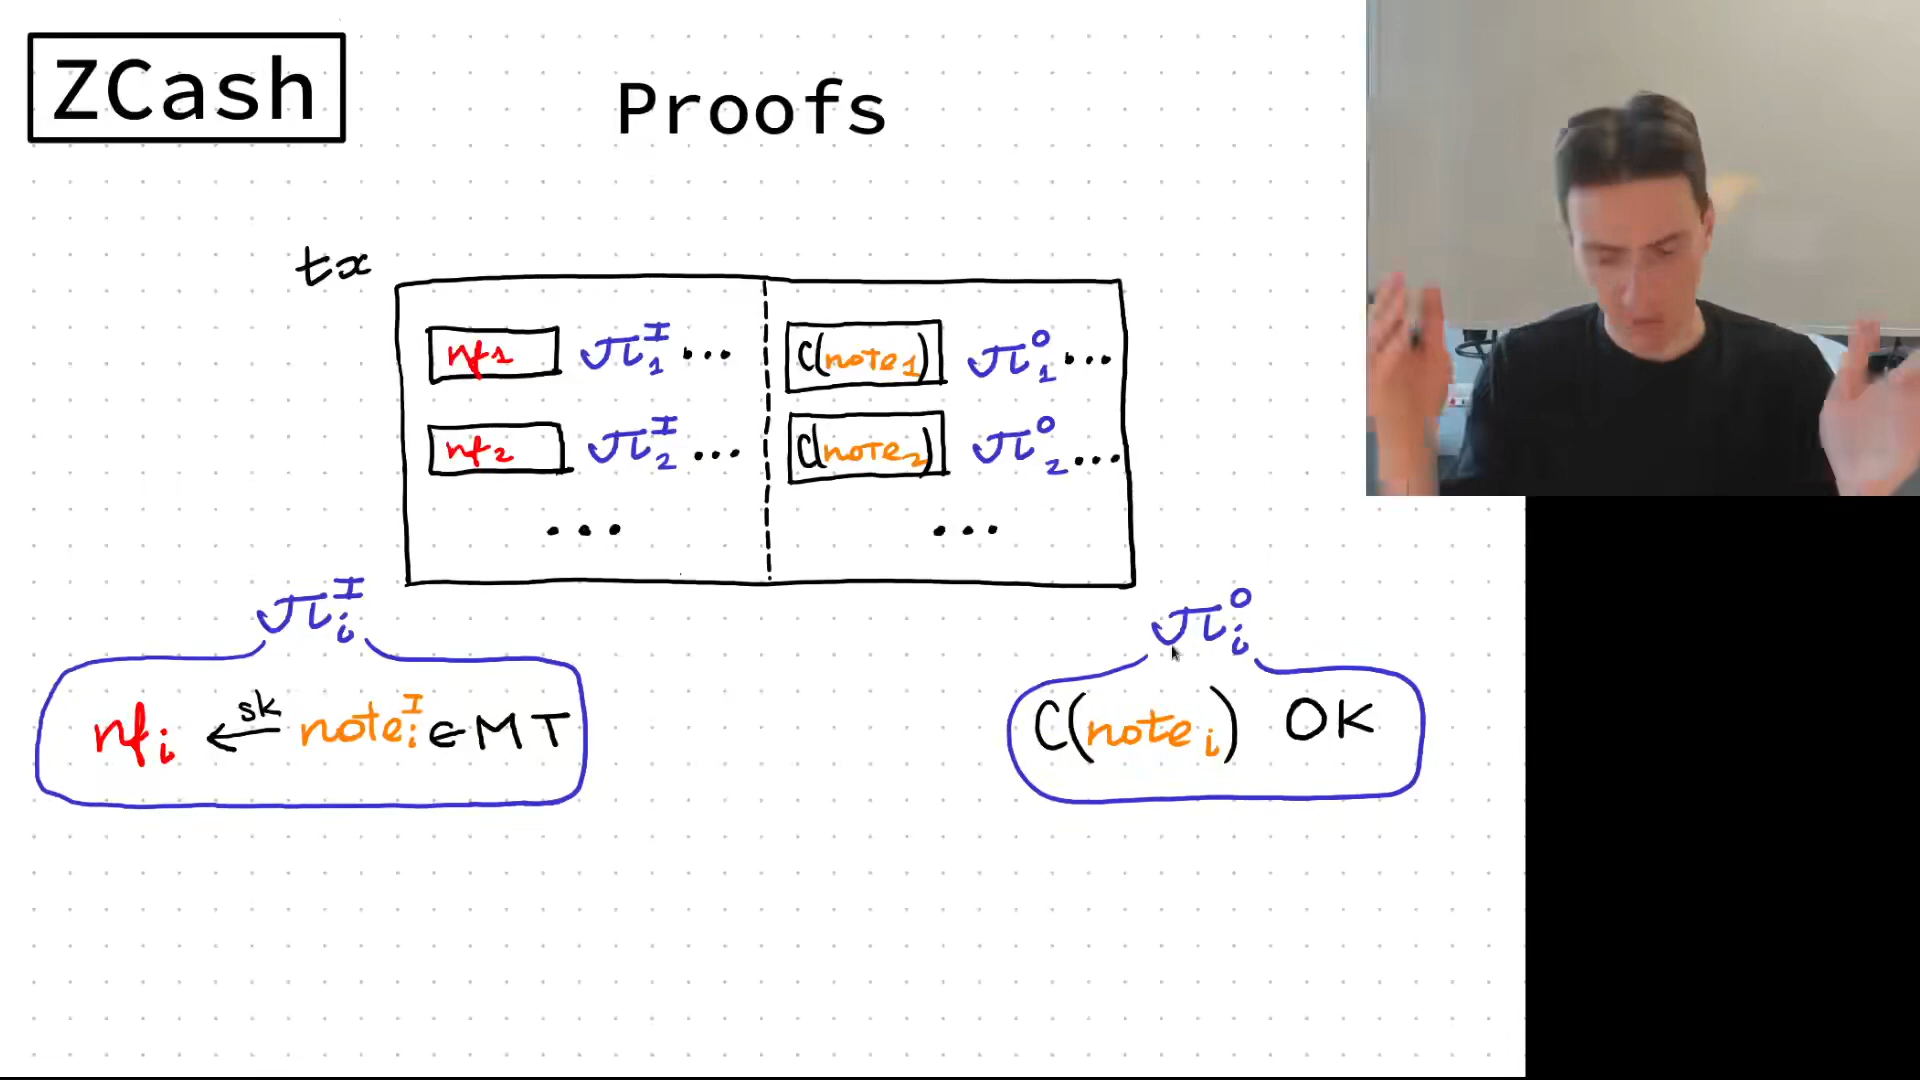 ZCash
Proofs
tx
nf₁ π₁ᴵ ... C(note₁) π₁ᴼ ...
nf₂ π₂ᴵ ... C(note₂) π₂ᴼ ...
... ...
πᵢᴵ πᵢᴼ
nfᵢ ←sk noteᵢᴵ ∈ MT
C(noteᵢ) OK